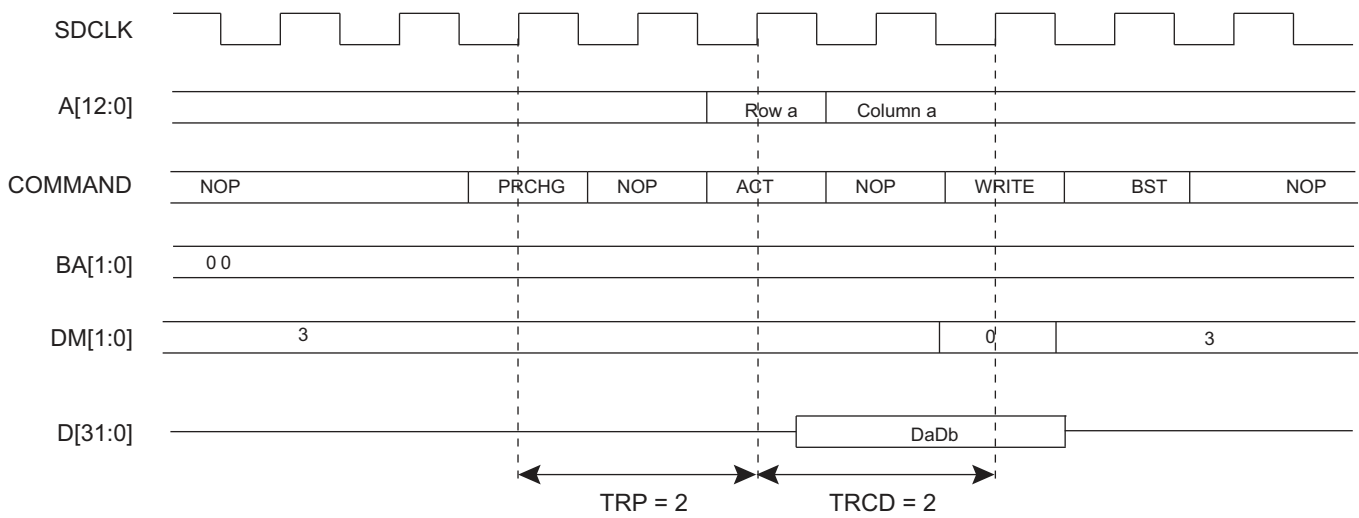 SDCLK
A[12:0] Row a Column a
COMMAND NOP PRCHG NOP ACT NOP WRITE BST NOP
BA[1:0] 0 0
DM[1:0] 3 0 3
D[31:0] DaDb
TRP = 2 TRCD = 2